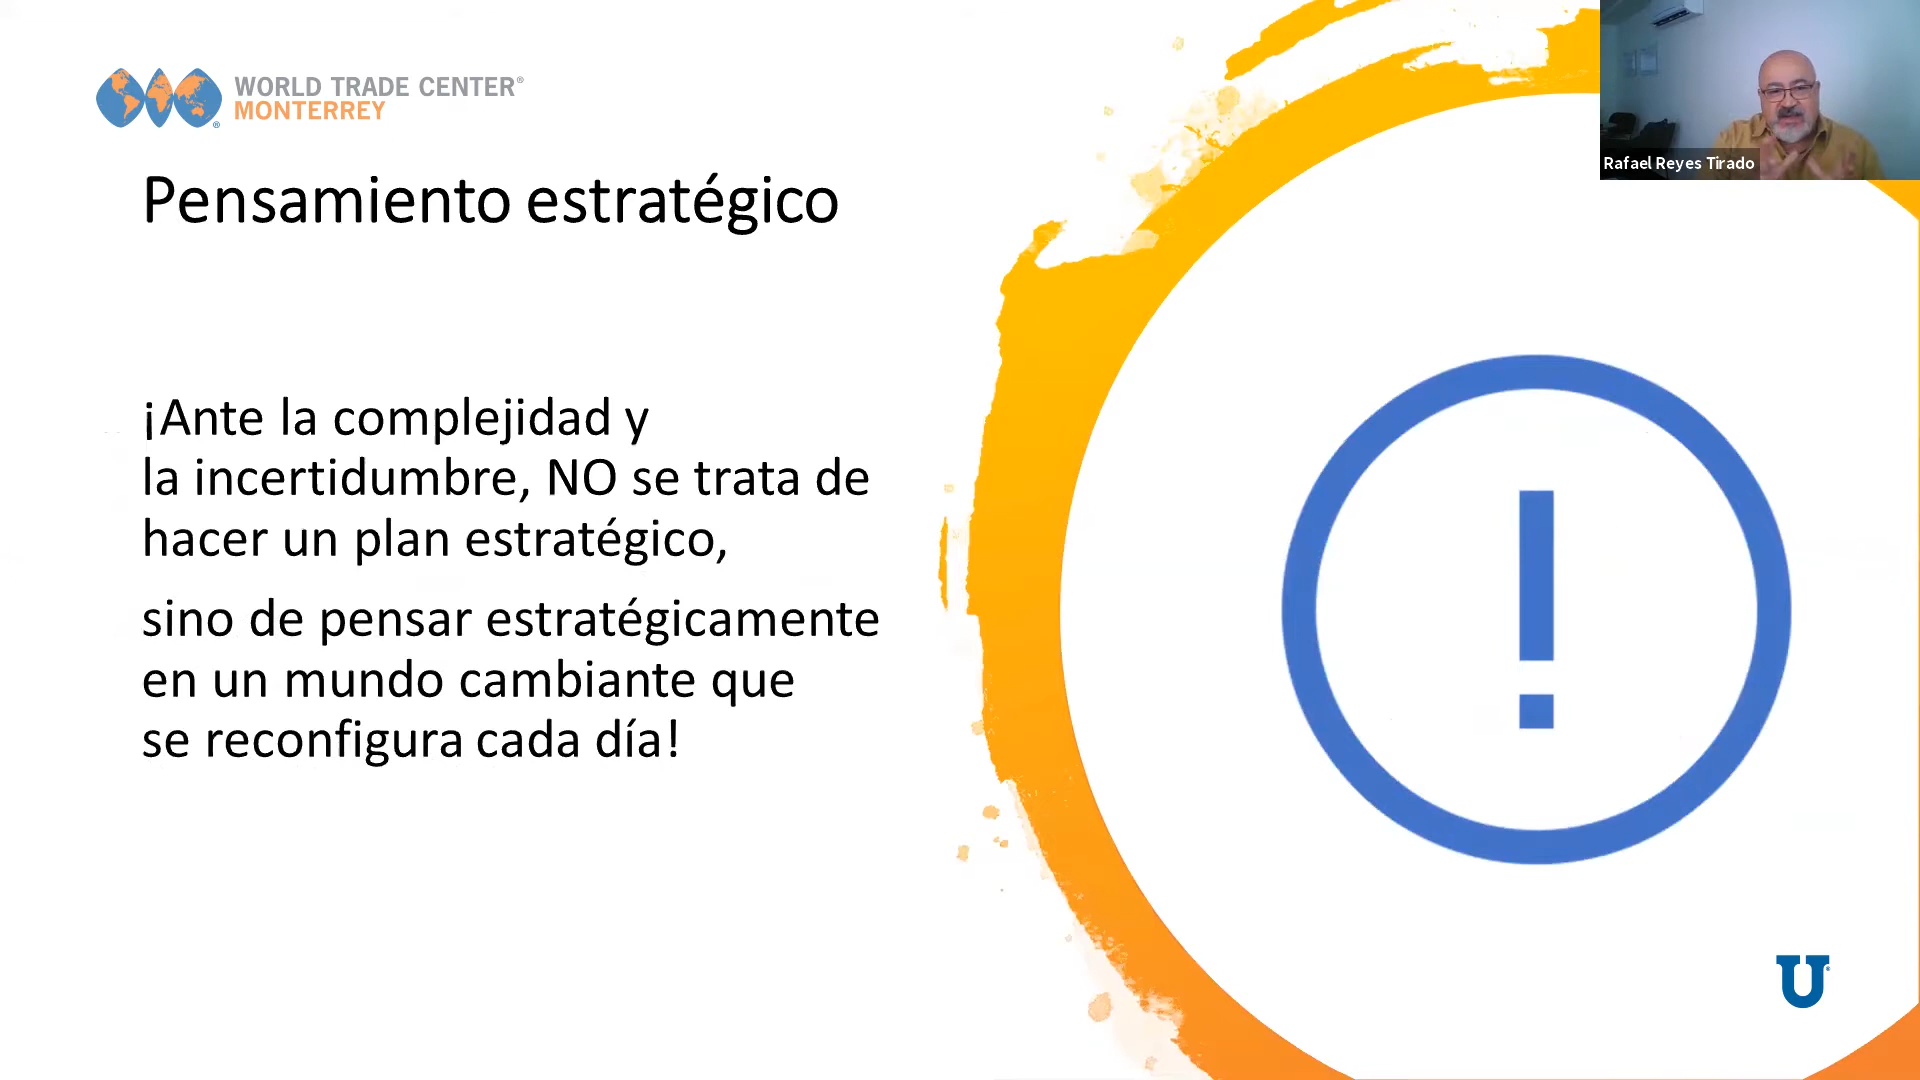 WORLD TRADE CENTER®
MONTERREY
®
Rafael Reyes Tirado
Pensamiento estratégico
¡Ante la complejidad y
la incertidumbre, NO se trata de
hacer un plan estratégico,
sino de pensar estratégicamente
en un mundo cambiante que
se reconfigura cada día!
!
U